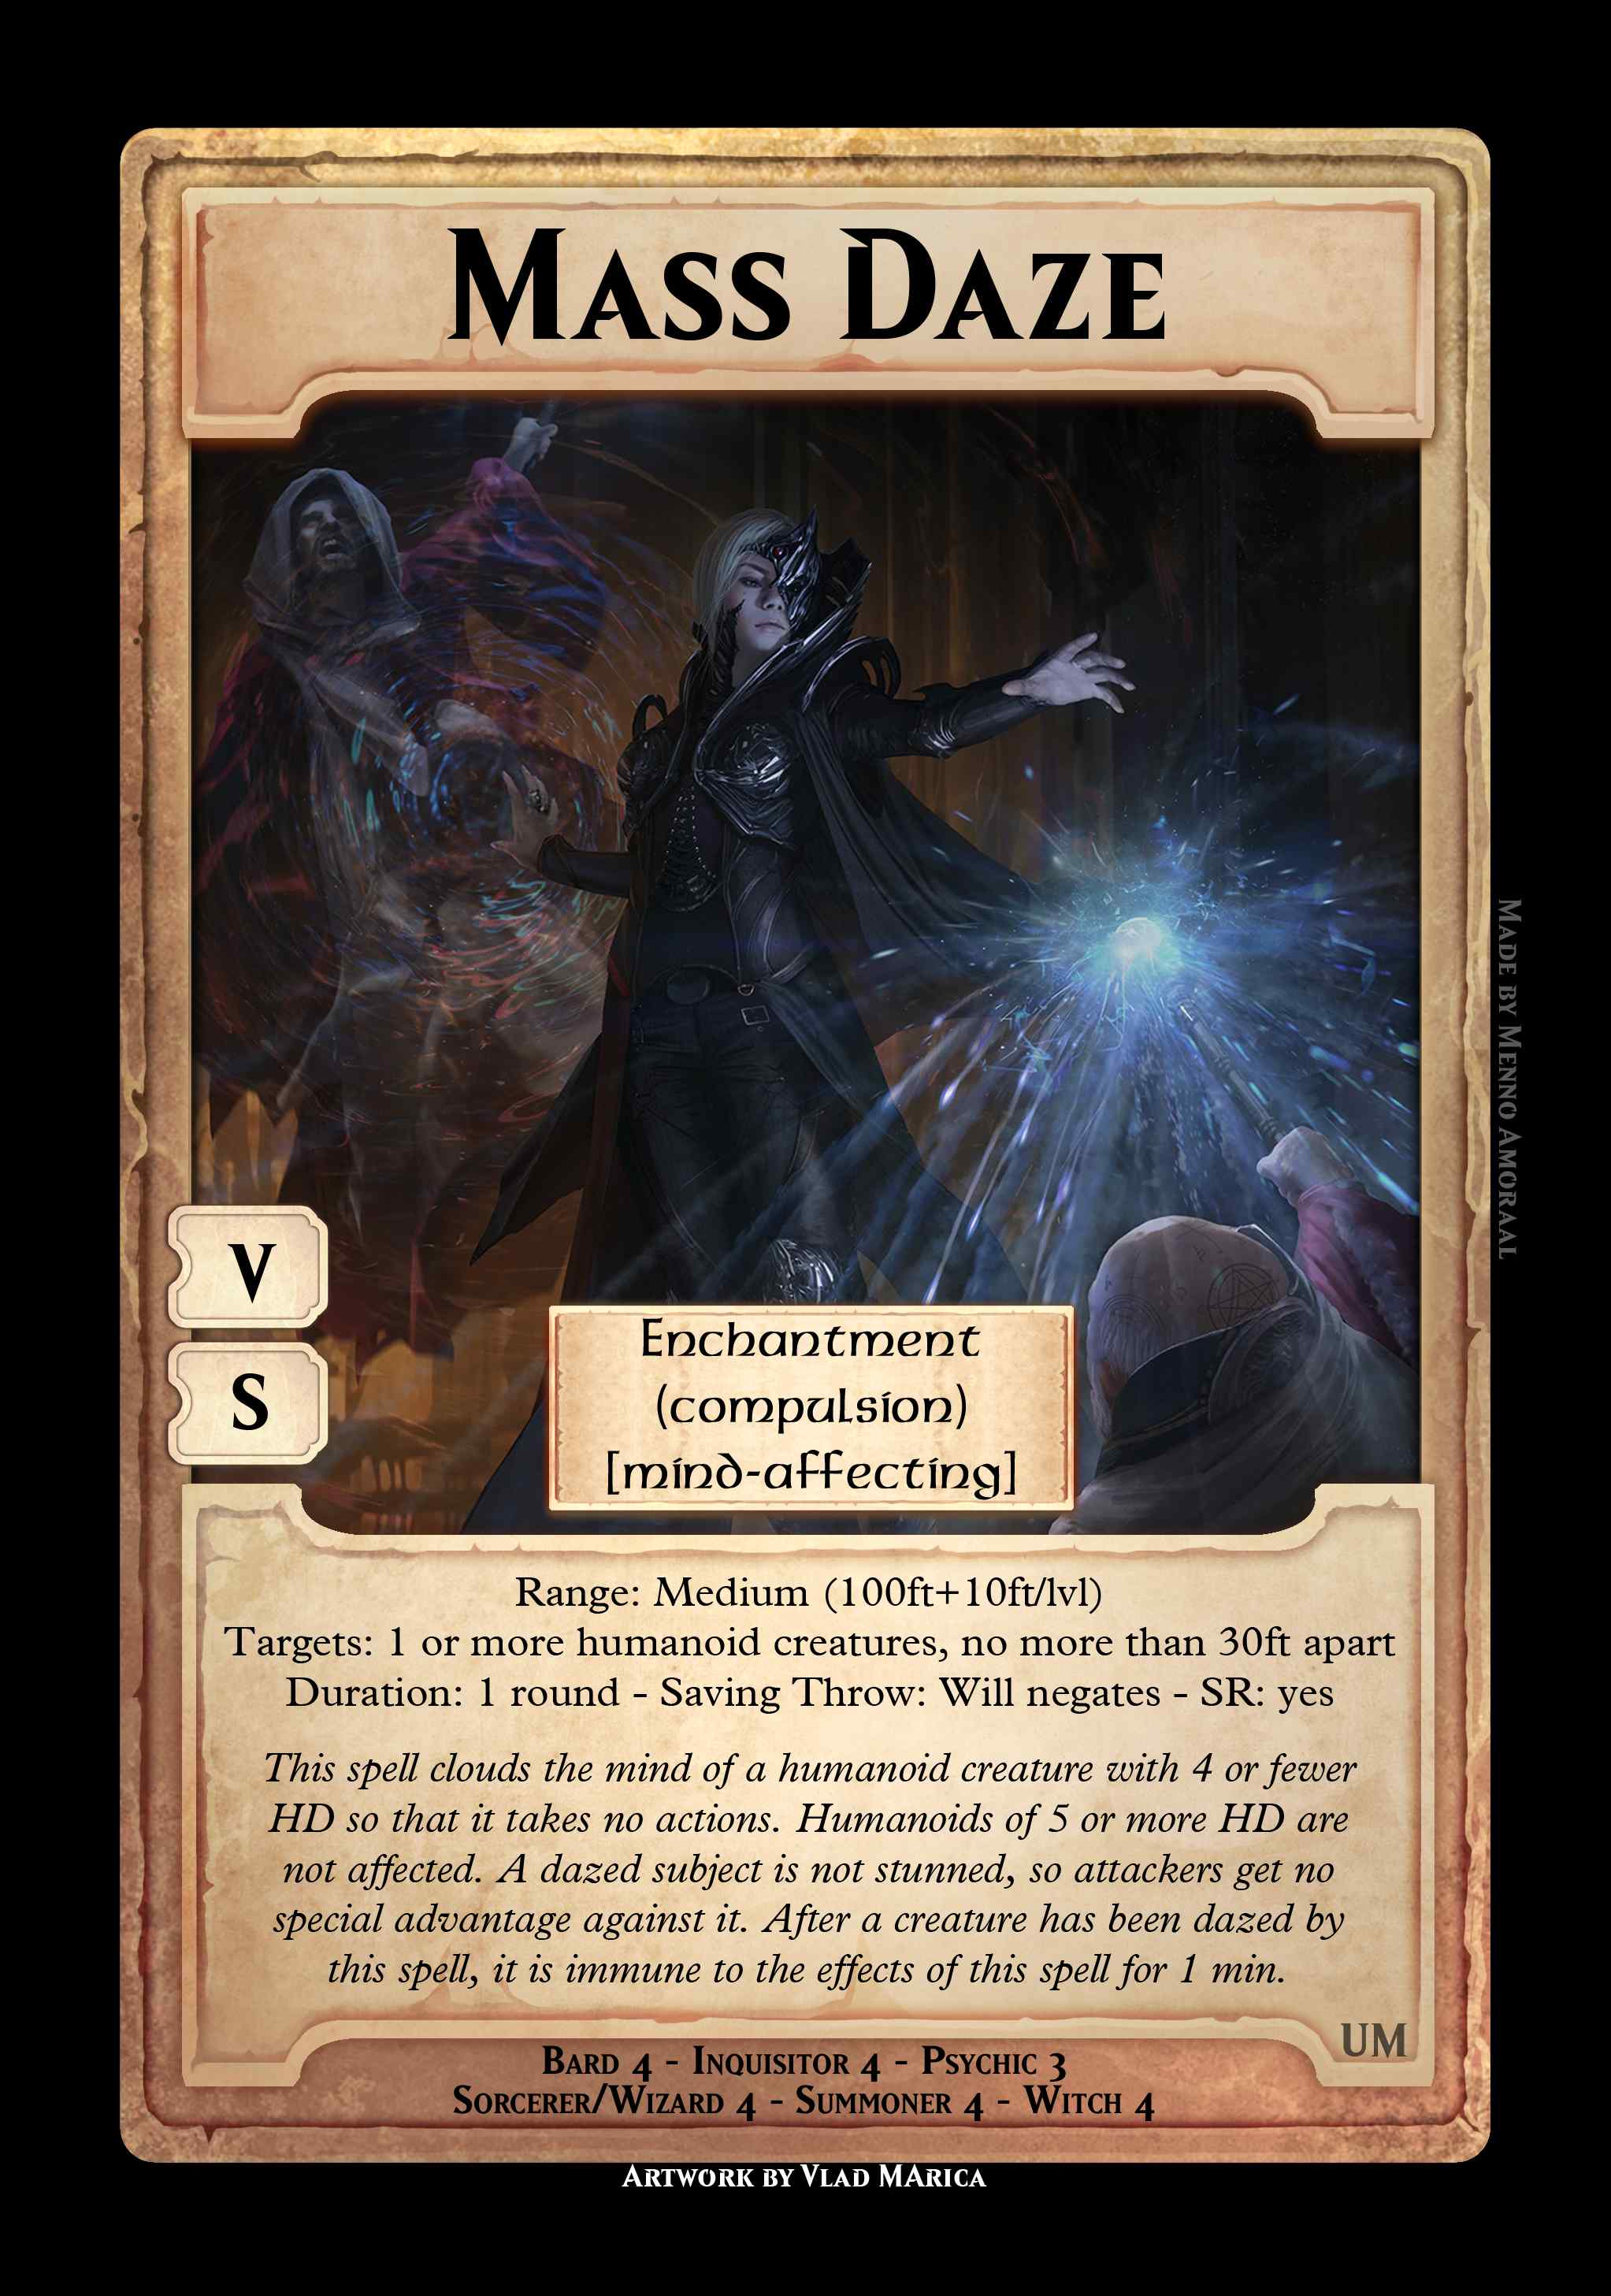 Mass Daze
V
S
Enchantment
(compulsion)
[mind-affecting]
Range: Medium (100ft+10ft/lvl)
Targets: 1 or more humanoid creatures, no more than 30ft apart
Duration: 1 round - Saving Throw: Will negates - SR: yes
This spell clouds the mind of a humanoid creature with 4 or fewer
HD so that it takes no actions. Humanoids of 5 or more HD are
not affected. A dazed subject is not stunned, so attackers get no
special advantage against it. After a creature has been dazed by
this spell, it is immune to the effects of this spell for 1 min.
UM
Bard 4 - Inquisitor 4 - Psychic 3
Sorcerer/Wizard 4 - Summoner 4 - Witch 4
Artwork by Vlad MArica
Made by Menno Amoraal